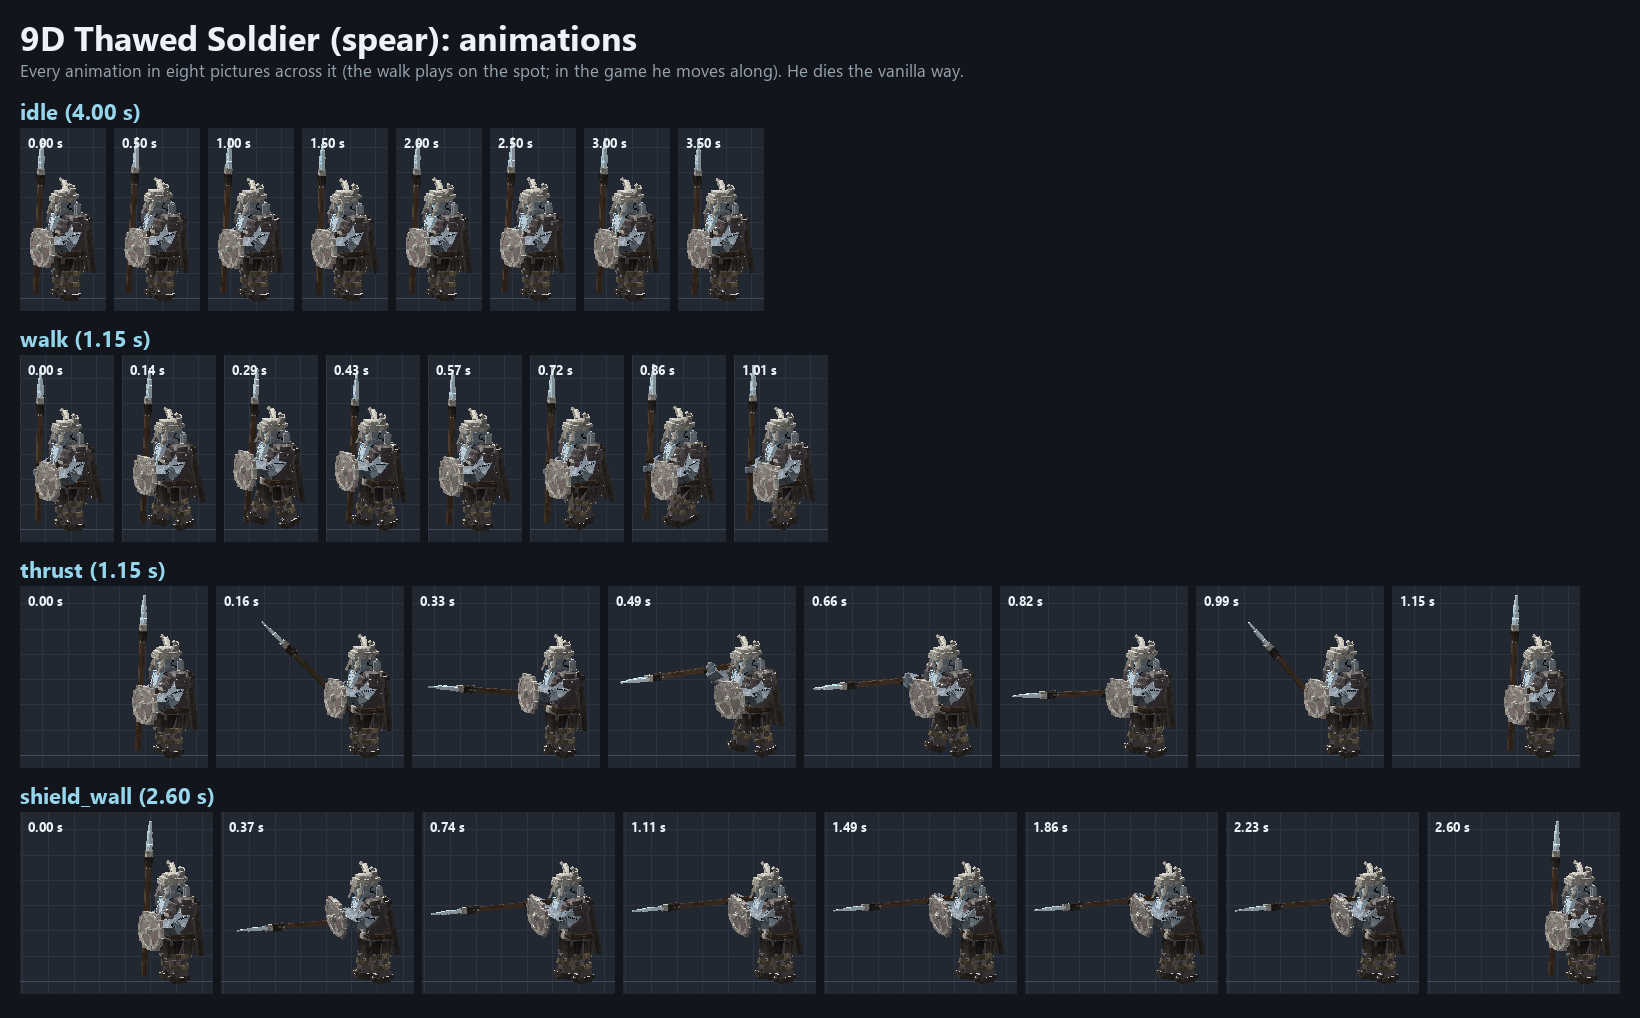 9D Thawed Soldier (spear): animations
Every animation in eight pictures across it (the walk plays on the spot; in the game he moves along). He dies the vanilla way.
idle (4.00 s)
0.00 s 0.50 s 1.00 s 1.50 s 2.00 s 2.50 s 3.00 s 3.50 s
walk (1.15 s)
0.00 s 0.14 s 0.29 s 0.43 s 0.57 s 0.72 s 0.86 s 1.01 s
thrust (1.15 s)
0.00 s 0.16 s 0.33 s 0.49 s 0.66 s 0.82 s 0.99 s 1.15 s
shield_wall (2.60 s)
0.00 s 0.37 s 0.74 s 1.11 s 1.49 s 1.86 s 2.23 s 2.60 s